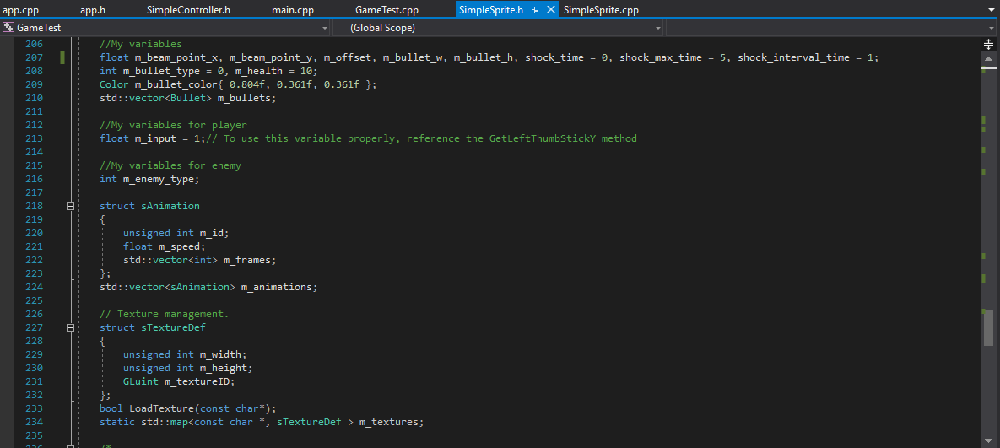 app.cpp app.h SimpleController.h main.cpp GameTest.cpp SimpleSprite.h SimpleSprite.cpp
GameTest (Global Scope)
206 //My variables
207 float m_beam_point_x, m_beam_point_y, m_offset, m_bullet_w, m_bullet_h, shock_time = 0, shock_max_time = 5, shock_interval_time = 1;
208 int m_bullet_type = 0, m_health = 10;
209 Color m_bullet_color{ 0.804f, 0.361f, 0.361f };
210 std::vector<Bullet> m_bullets;
211
212 //My variables for player
213 float m_input = 1;// To use this variable properly, reference the GetLeftThumbStickY method
214
215 //My variables for enemy
216 int m_enemy_type;
217
218 struct sAnimation
219 {
220 unsigned int m_id;
221 float m_speed;
222 std::vector<int> m_frames;
223 };
224 std::vector<sAnimation> m_animations;
225
226 // Texture management.
227 struct sTextureDef
228 {
229 unsigned int m_width;
230 unsigned int m_height;
231 GLuint m_textureID;
232 };
233 bool LoadTexture(const char*);
234 static std::map<const char *, sTextureDef > m_textures;
235